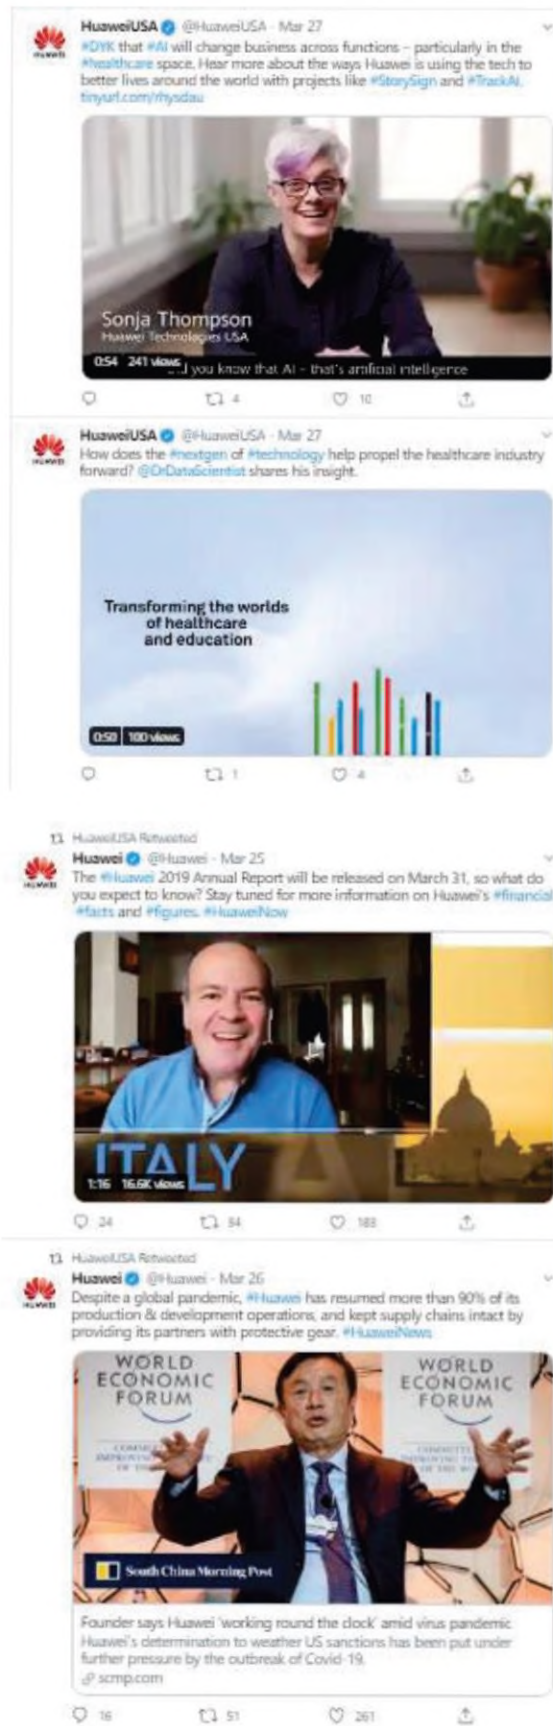 HuaweiUSA @HuaweiUSA · Mar 27
#DYK that #AI will change business across functions – particularly in the
#healthcare space. Hear more about the ways Huawei is using the tech to
better lives around the world with projects like #StorySign and #TrackAI.
tinyurl.com/rhysdau
HUAWEI
Sonja Thompson
Huawei Technologies USA
0:54 241 views
you know that AI – that's artificial intelligence
4 10
HuaweiUSA @HuaweiUSA · Mar 27
How does the #nextgen of #technology help propel the healthcare industry
forward? @DrDataScientist shares his insight.
HUAWEI
Transforming the worlds
of healthcare
and education
0:50 100 views
1 4
HuaweiUSA Retweeted
Huawei @Huawei · Mar 25
The #Huawei 2019 Annual Report will be released on March 31, so what do
you expect to know? Stay tuned for more information on Huawei's #financial
#facts and #figures. #HuaweiNow
HUAWEI
ITALY
1:16 16.6K views
24 84 188
HuaweiUSA Retweeted
Huawei @Huawei · Mar 26
Despite a global pandemic, #Huawei has resumed more than 90% of its
production & development operations, and kept supply chains intact by
providing its partners with protective gear. #HuaweiNews
HUAWEI
WORLD ECONOMIC FORUM
WORLD ECONOMIC FORUM
South China Morning Post
Founder says Huawei 'working round the clock' amid virus pandemic
Huawei's determination to weather US sanctions has been put under
further pressure by the outbreak of Covid-19.
scmp.com
16 51 261